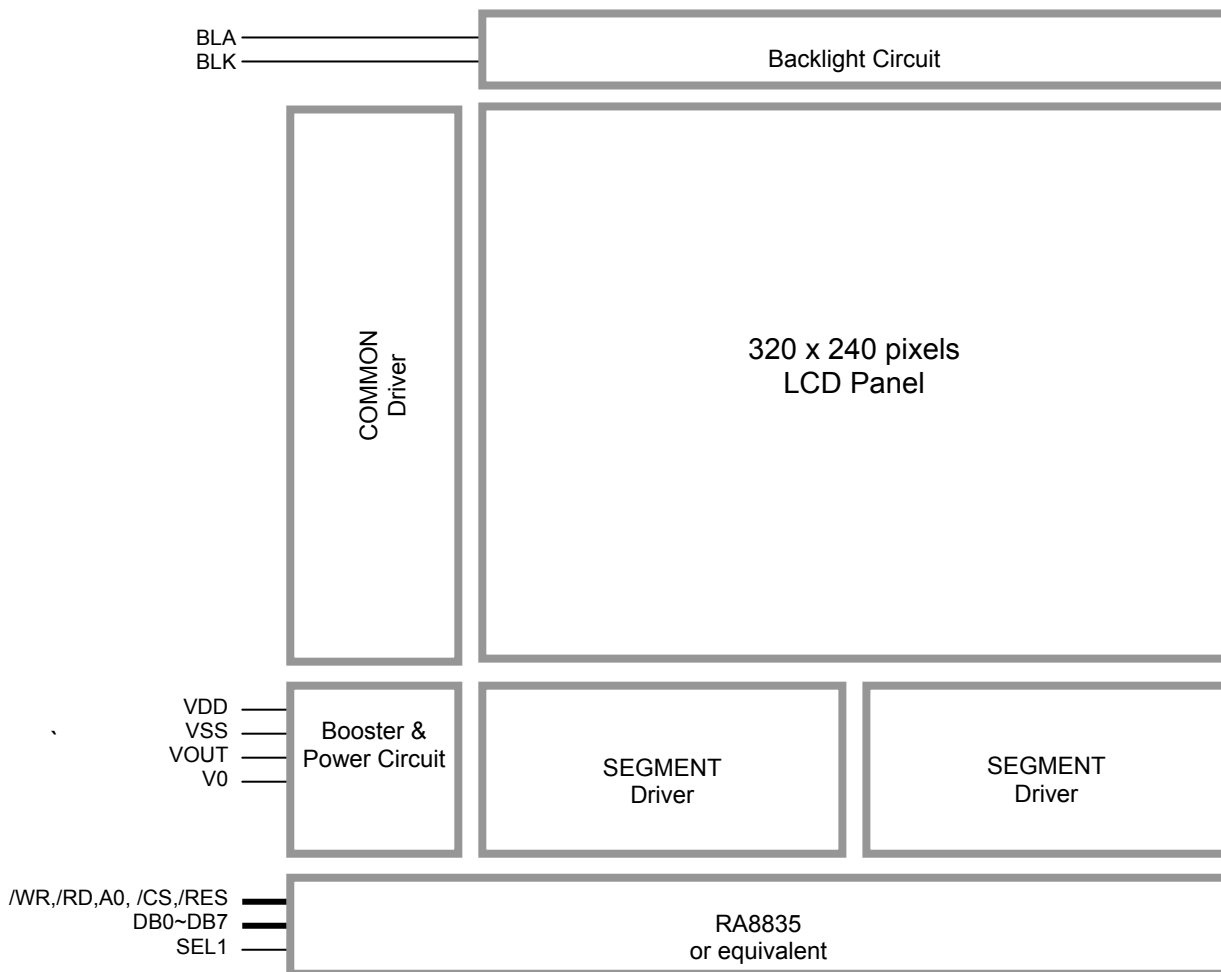 BLA
BLK
Backlight Circuit
COMMON
Driver
320 x 240 pixels
LCD Panel
VDD
VSS
VOUT
V0
`
Booster &
Power Circuit
SEGMENT
Driver
SEGMENT
Driver
/WR,/RD,A0, /CS,/RES
DB0~DB7
SEL1
RA8835
or equivalent